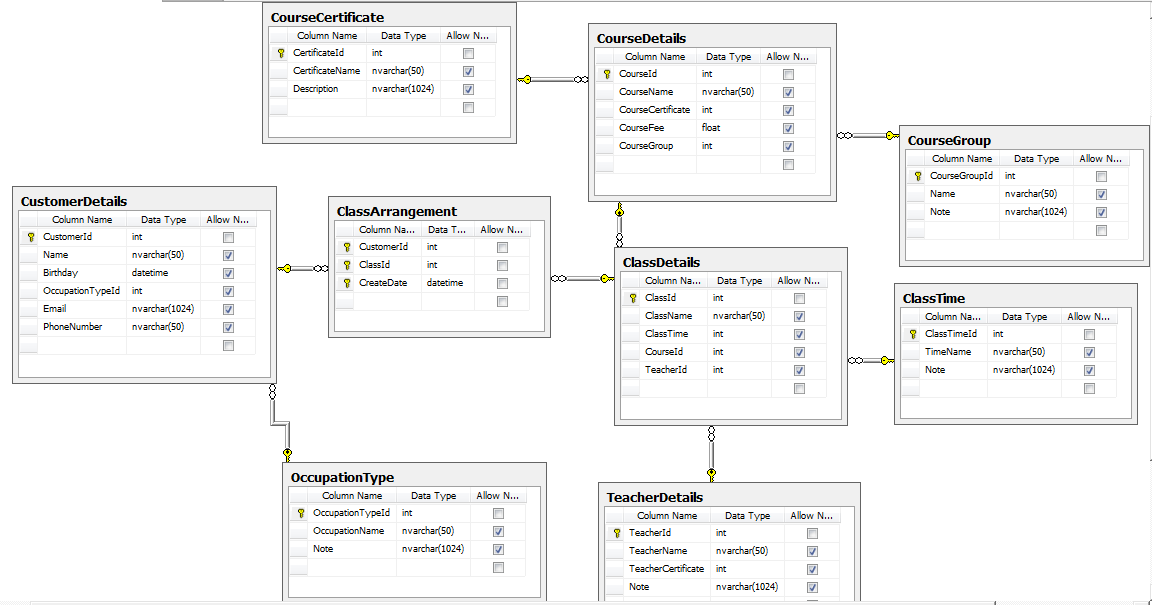 CourseCertificate
Column Name Data Type Allow N...
CertificateId int
CertificateName nvarchar(50)
Description nvarchar(1024)
CourseDetails
Column Name Data Type Allow N...
CourseId int
CourseName nvarchar(50)
CourseCertificate int
CourseFee float
CourseGroup int
CourseGroup
Column Name Data Type Allow N...
CourseGroupId int
Name nvarchar(50)
Note nvarchar(1024)
CustomerDetails
Column Name Data Type Allow N...
CustomerId int
Name nvarchar(50)
Birthday datetime
OccupationTypeId int
Email nvarchar(1024)
PhoneNumber nvarchar(50)
ClassArrangement
Column Na... Data T... Allow N...
CustomerId int
ClassId int
CreateDate datetime
ClassDetails
Column Na... Data Type Allow N...
ClassId int
ClassName nvarchar(50)
ClassTime int
CourseId int
TeacherId int
ClassTime
Column Na... Data Type Allow N...
ClassTimeId int
TimeName nvarchar(50)
Note nvarchar(1024)
OccupationType
Column Name Data Type Allow N...
OccupationTypeId int
OccupationName nvarchar(50)
Note nvarchar(1024)
TeacherDetails
Column Name Data Type Allow N...
TeacherId int
TeacherName nvarchar(50)
TeacherCertificate int
Note nvarchar(1024)